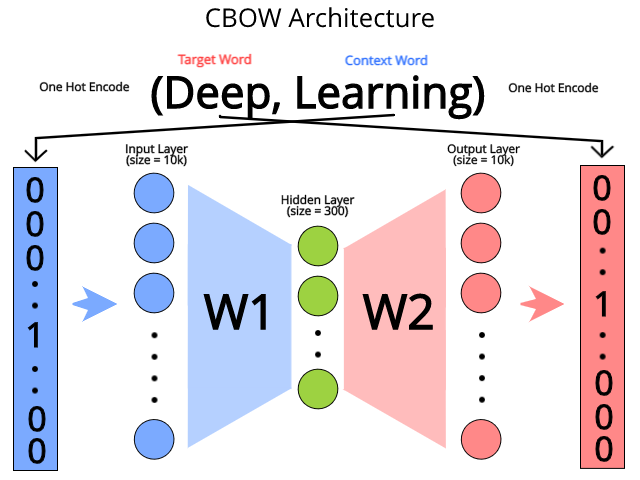 CBOW Architecture
Target Word
Context Word
One Hot Encode
(Deep, Learning)
One Hot Encode
Input Layer
(size = 10k)
Output Layer
(size = 10k)
Hidden Layer
(size = 300)
W1
W2
0
0
0
.
.
1
.
.
0
0
0
0
.
.
1
.
.
0
0
0